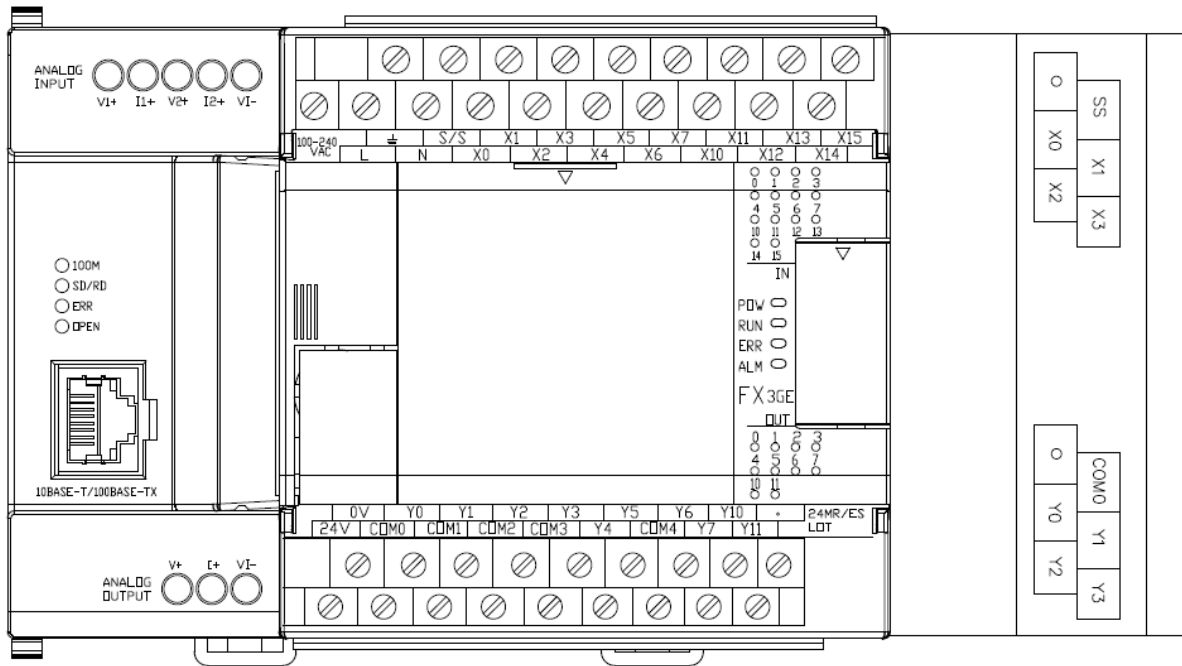 ANALOG
INPUT
V1+ I1+ V2+ I2+ VI-
100-240
VAC
S/S X1 X3 X5 X7 X11 X13 X15
L N X0 X2 X4 X6 X10 X12 X14
0 1 2 3
4 5 6 7
10 11 12 13
14 15
IN
100M
SD/RD
ERR
OPEN
POW
RUN
ERR
ALM
FX3GE
OUT
0 1 2 3
4 5 6 7
10 11
10BASE-T/100BASE-TX
0V Y0 Y1 Y2 Y3 Y5 Y6 Y10 • 24MR/ES
24V COM0 COM1 COM2 COM3 Y4 COM4 Y7 Y11 LOT
V+ I+ VI-
ANALOG
OUTPUT
SS X1 X3
X0 X2
COM0 Y1 Y3
Y0 Y2